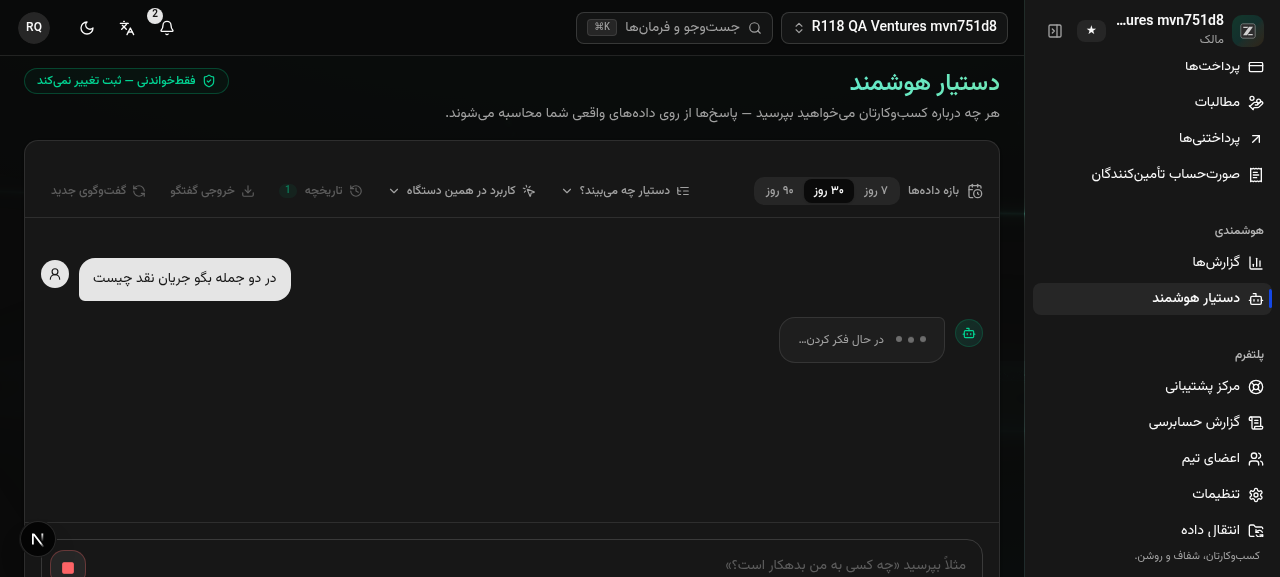 …ures mvn751d8
مالک
★
پرداخت‌ها
مطالبات
پرداختنی‌ها
صورت‌حساب تأمین‌کنندگان
هوشمندی
گزارش‌ها
دستیار هوشمند
پلتفرم
مرکز پشتیبانی
گزارش حسابرسی
اعضای تیم
تنظیمات
انتقال داده
کسب‌وکارتان، شفاف و روشن.
R118 QA Ventures mvn751d8
جست‌وجو و فرمان‌ها ⌘K
2
RQ
دستیار هوشمند
فقط‌خواندنی — ثبت تغییر نمی‌کند
هر چه درباره کسب‌وکارتان می‌خواهید بپرسید — پاسخ‌ها از روی داده‌های واقعی شما محاسبه می‌شوند.
بازه داده‌ها ۷ روز ۳۰ روز ۹۰ روز دستیار چه می‌بیند؟ کاربرد در همین دستگاه تاریخچه 1 خروجی گفتگو گفت‌وگوی جدید
در دو جمله بگو جریان نقد چیست
در حال فکر کردن…
مثلاً بپرسید «چه کسی به من بدهکار است؟»
N